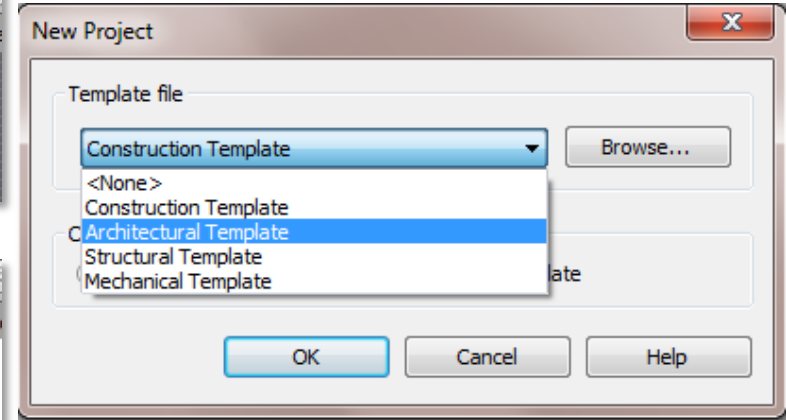 New Project
Template file
Construction Template
Browse...
<None>
Construction Template
Architectural Template
Structural Template
Mechanical Template
OK
Cancel
Help